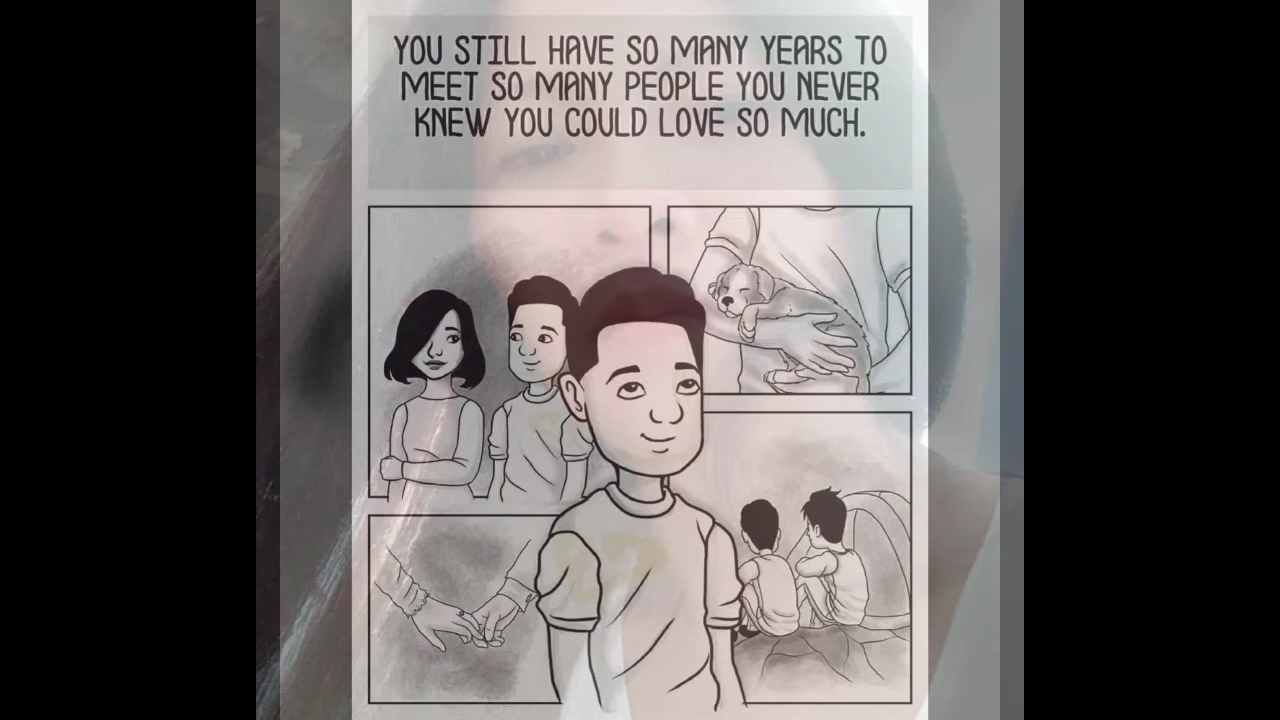 YOU STILL HAVE SO MANY YEARS TO
MEET SO MANY PEOPLE YOU NEVER
KNEW YOU COULD LOVE SO MUCH.